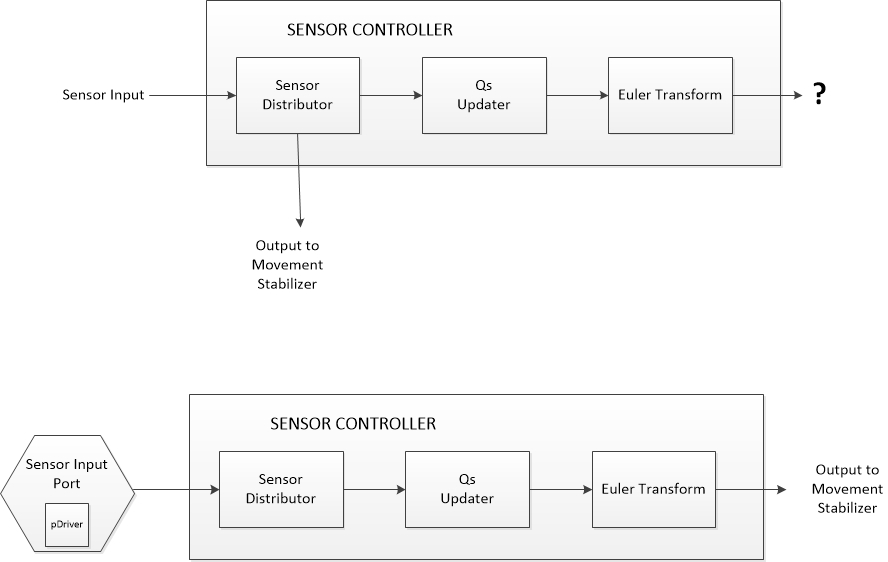 SENSOR CONTROLLER
Sensor Input
Sensor
Distributor
Qs
Updater
Euler Transform
?
Output to
Movement
Stabilizer
SENSOR CONTROLLER
Sensor Input
Port
pDriver
Sensor
Distributor
Qs
Updater
Euler Transform
Output to
Movement
Stabilizer